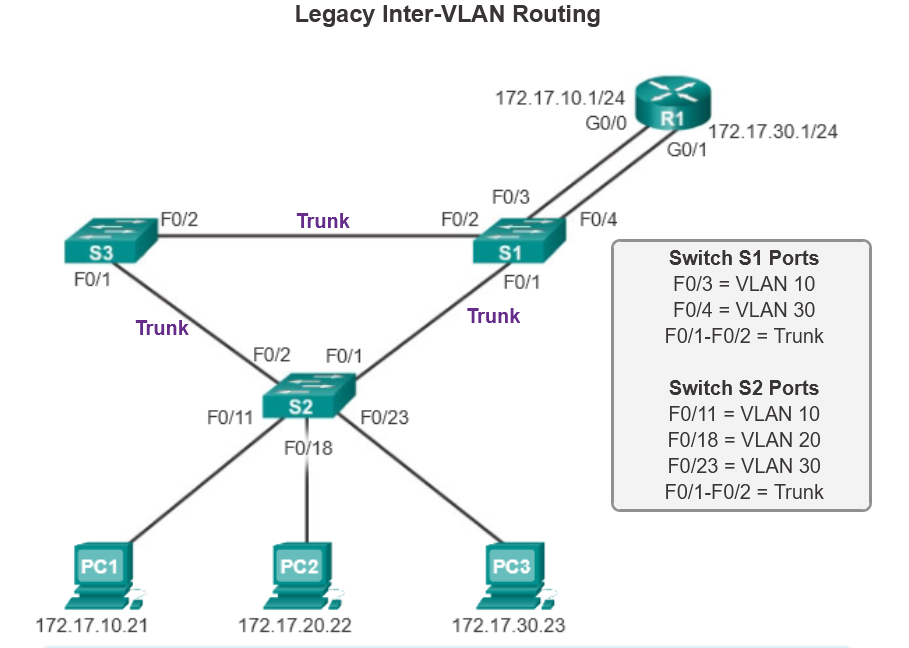 Legacy Inter-VLAN Routing
172.17.10.1/24
G0/0
R1
172.17.30.1/24
G0/1
F0/3
F0/2
Trunk
F0/2
F0/4
S3
S1
F0/1
F0/1
Trunk
Trunk
Switch S1 Ports
F0/3 = VLAN 10
F0/4 = VLAN 30
F0/1-F0/2 = Trunk
Switch S2 Ports
F0/11 = VLAN 10
F0/18 = VLAN 20
F0/23 = VLAN 30
F0/1-F0/2 = Trunk
F0/2
F0/1
S2
F0/11
F0/23
F0/18
PC1
PC2
PC3
172.17.10.21
172.17.20.22
172.17.30.23